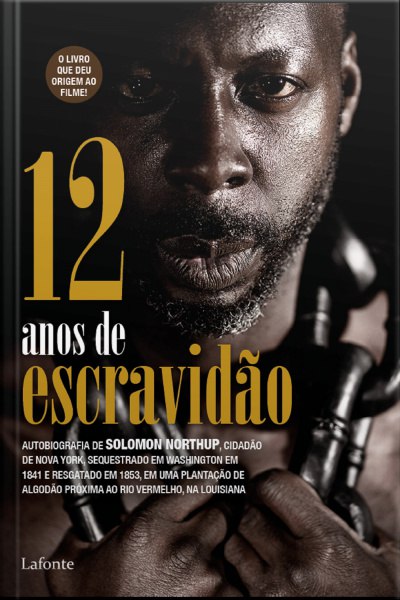 O LIVRO
QUE DEU
ORIGEM AO
FILME!
12
anos de
escravidão
AUTOBIOGRAFIA DE SOLOMON NORTHUP, CIDADÃO
DE NOVA YORK, SEQUESTRADO EM WASHINGTON EM
1841 E RESGATADO EM 1853, EM UMA PLANTAÇÃO DE
ALGODÃO PRÓXIMA AO RIO VERMELHO, NA LOUISIANA
Lafonte